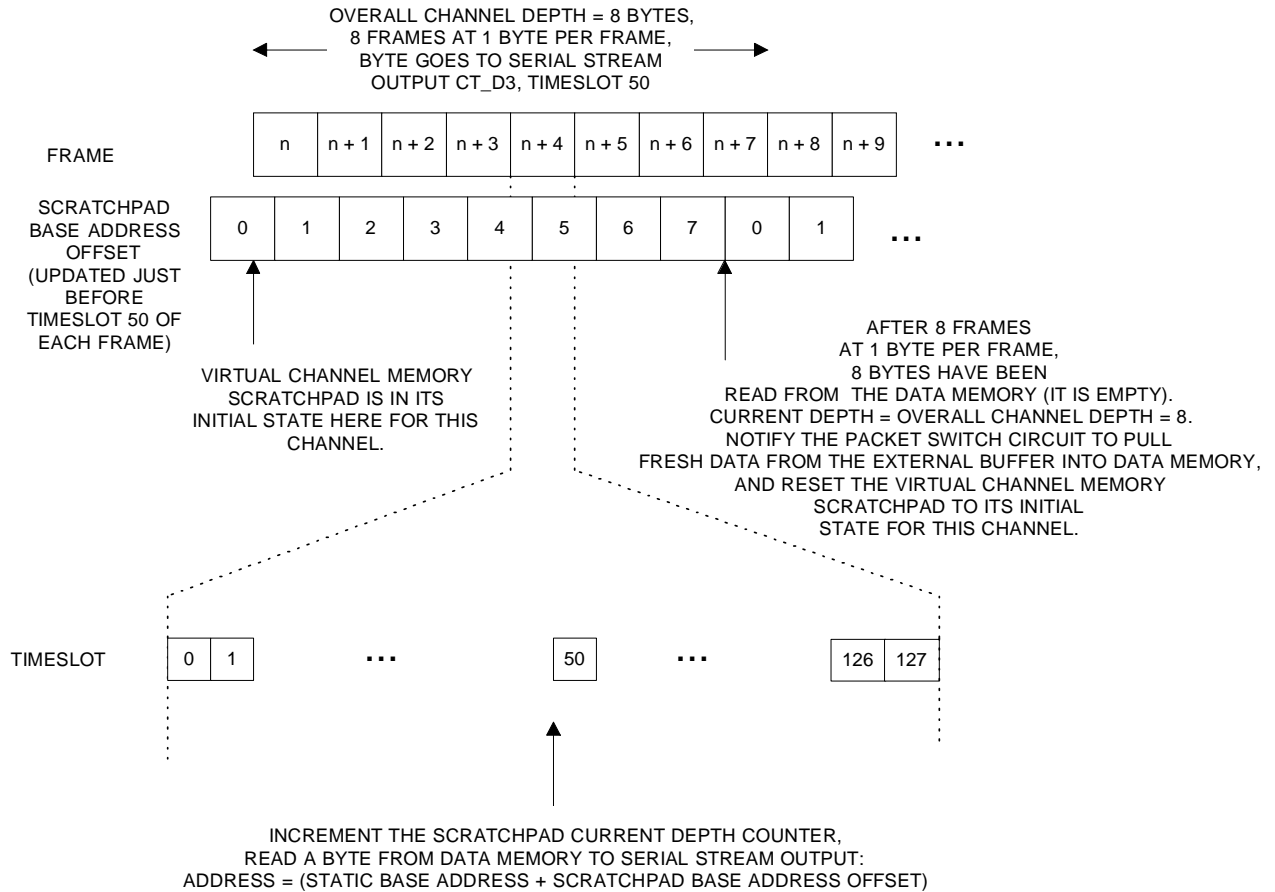 OVERALL CHANNEL DEPTH = 8 BYTES,
8 FRAMES AT 1 BYTE PER FRAME,
BYTE GOES TO SERIAL STREAM
OUTPUT CT_D3, TIMESLOT 50
FRAME
n n + 1 n + 2 n + 3 n + 4 n + 5 n + 6 n + 7 n + 8 n + 9 ...
SCRATCHPAD
BASE ADDRESS
OFFSET
(UPDATED JUST
BEFORE
TIMESLOT 50 OF
EACH FRAME)
0 1 2 3 4 5 6 7 0 1 ...
VIRTUAL CHANNEL MEMORY
SCRATCHPAD IS IN ITS
INITIAL STATE HERE FOR THIS
CHANNEL.
AFTER 8 FRAMES
AT 1 BYTE PER FRAME,
8 BYTES HAVE BEEN
READ FROM THE DATA MEMORY (IT IS EMPTY).
CURRENT DEPTH = OVERALL CHANNEL DEPTH = 8.
NOTIFY THE PACKET SWITCH CIRCUIT TO PULL
FRESH DATA FROM THE EXTERNAL BUFFER INTO DATA MEMORY,
AND RESET THE VIRTUAL CHANNEL MEMORY
SCRATCHPAD TO ITS INITIAL
STATE FOR THIS CHANNEL.
TIMESLOT
0 1 ... 50 ... 126 127
INCREMENT THE SCRATCHPAD CURRENT DEPTH COUNTER,
READ A BYTE FROM DATA MEMORY TO SERIAL STREAM OUTPUT:
ADDRESS = (STATIC BASE ADDRESS + SCRATCHPAD BASE ADDRESS OFFSET)